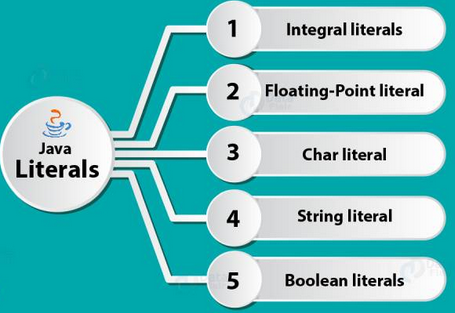 Java
Literals
1
Integral literals
2
Floating-Point literal
3
Char literal
4
String literal
5
Boolean literals